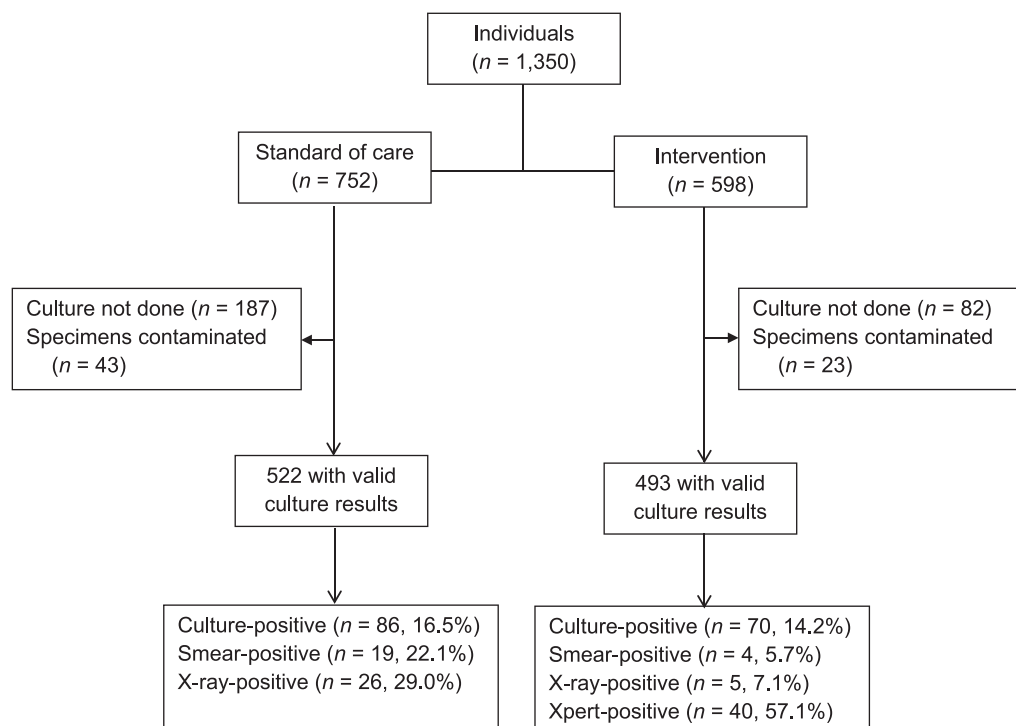 Individuals
(n = 1,350)
Standard of care
(n = 752)
Intervention
(n = 598)
Culture not done (n = 187)
Specimens contaminated
(n = 43)
Culture not done (n = 82)
Specimens contaminated
(n = 23)
522 with valid
culture results
493 with valid
culture results
Culture-positive (n = 86, 16.5%)
Smear-positive (n = 19, 22.1%)
X-ray-positive (n = 26, 29.0%)
Culture-positive (n = 70, 14.2%)
Smear-positive (n = 4, 5.7%)
X-ray-positive (n = 5, 7.1%)
Xpert-positive (n = 40, 57.1%)